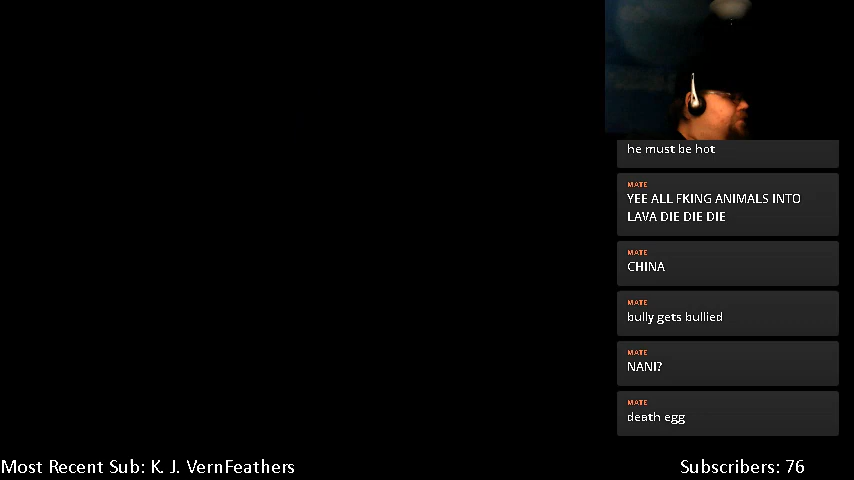 he must be hot
MATE
YEE ALL FKING ANIMALS INTO
LAVA DIE DIE DIE
MATE
CHINA
MATE
bully gets bullied
MATE
NANI?
MATE
death egg
Most Recent Sub: K. J. VernFeathers
Subscribers: 76